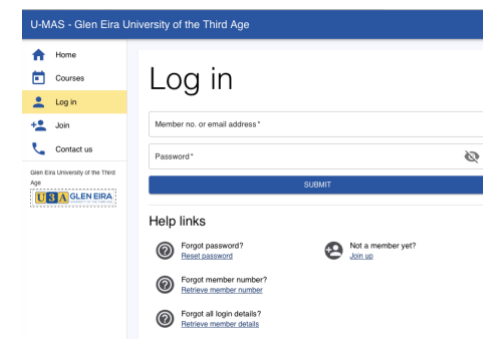 U-MAS - Glen Eira University of the Third Age
Home
Courses
Log in
Join
Contact us
Glen Eira University of the Third
Age
U3A GLEN EIRA
Log in
Member no. or email address *
Password *
SUBMIT
Help links
Forgot password?
Reset password
Not a member yet?
Join up
Forgot member number?
Retrieve member number
Forgot all login details?
Retrieve member details